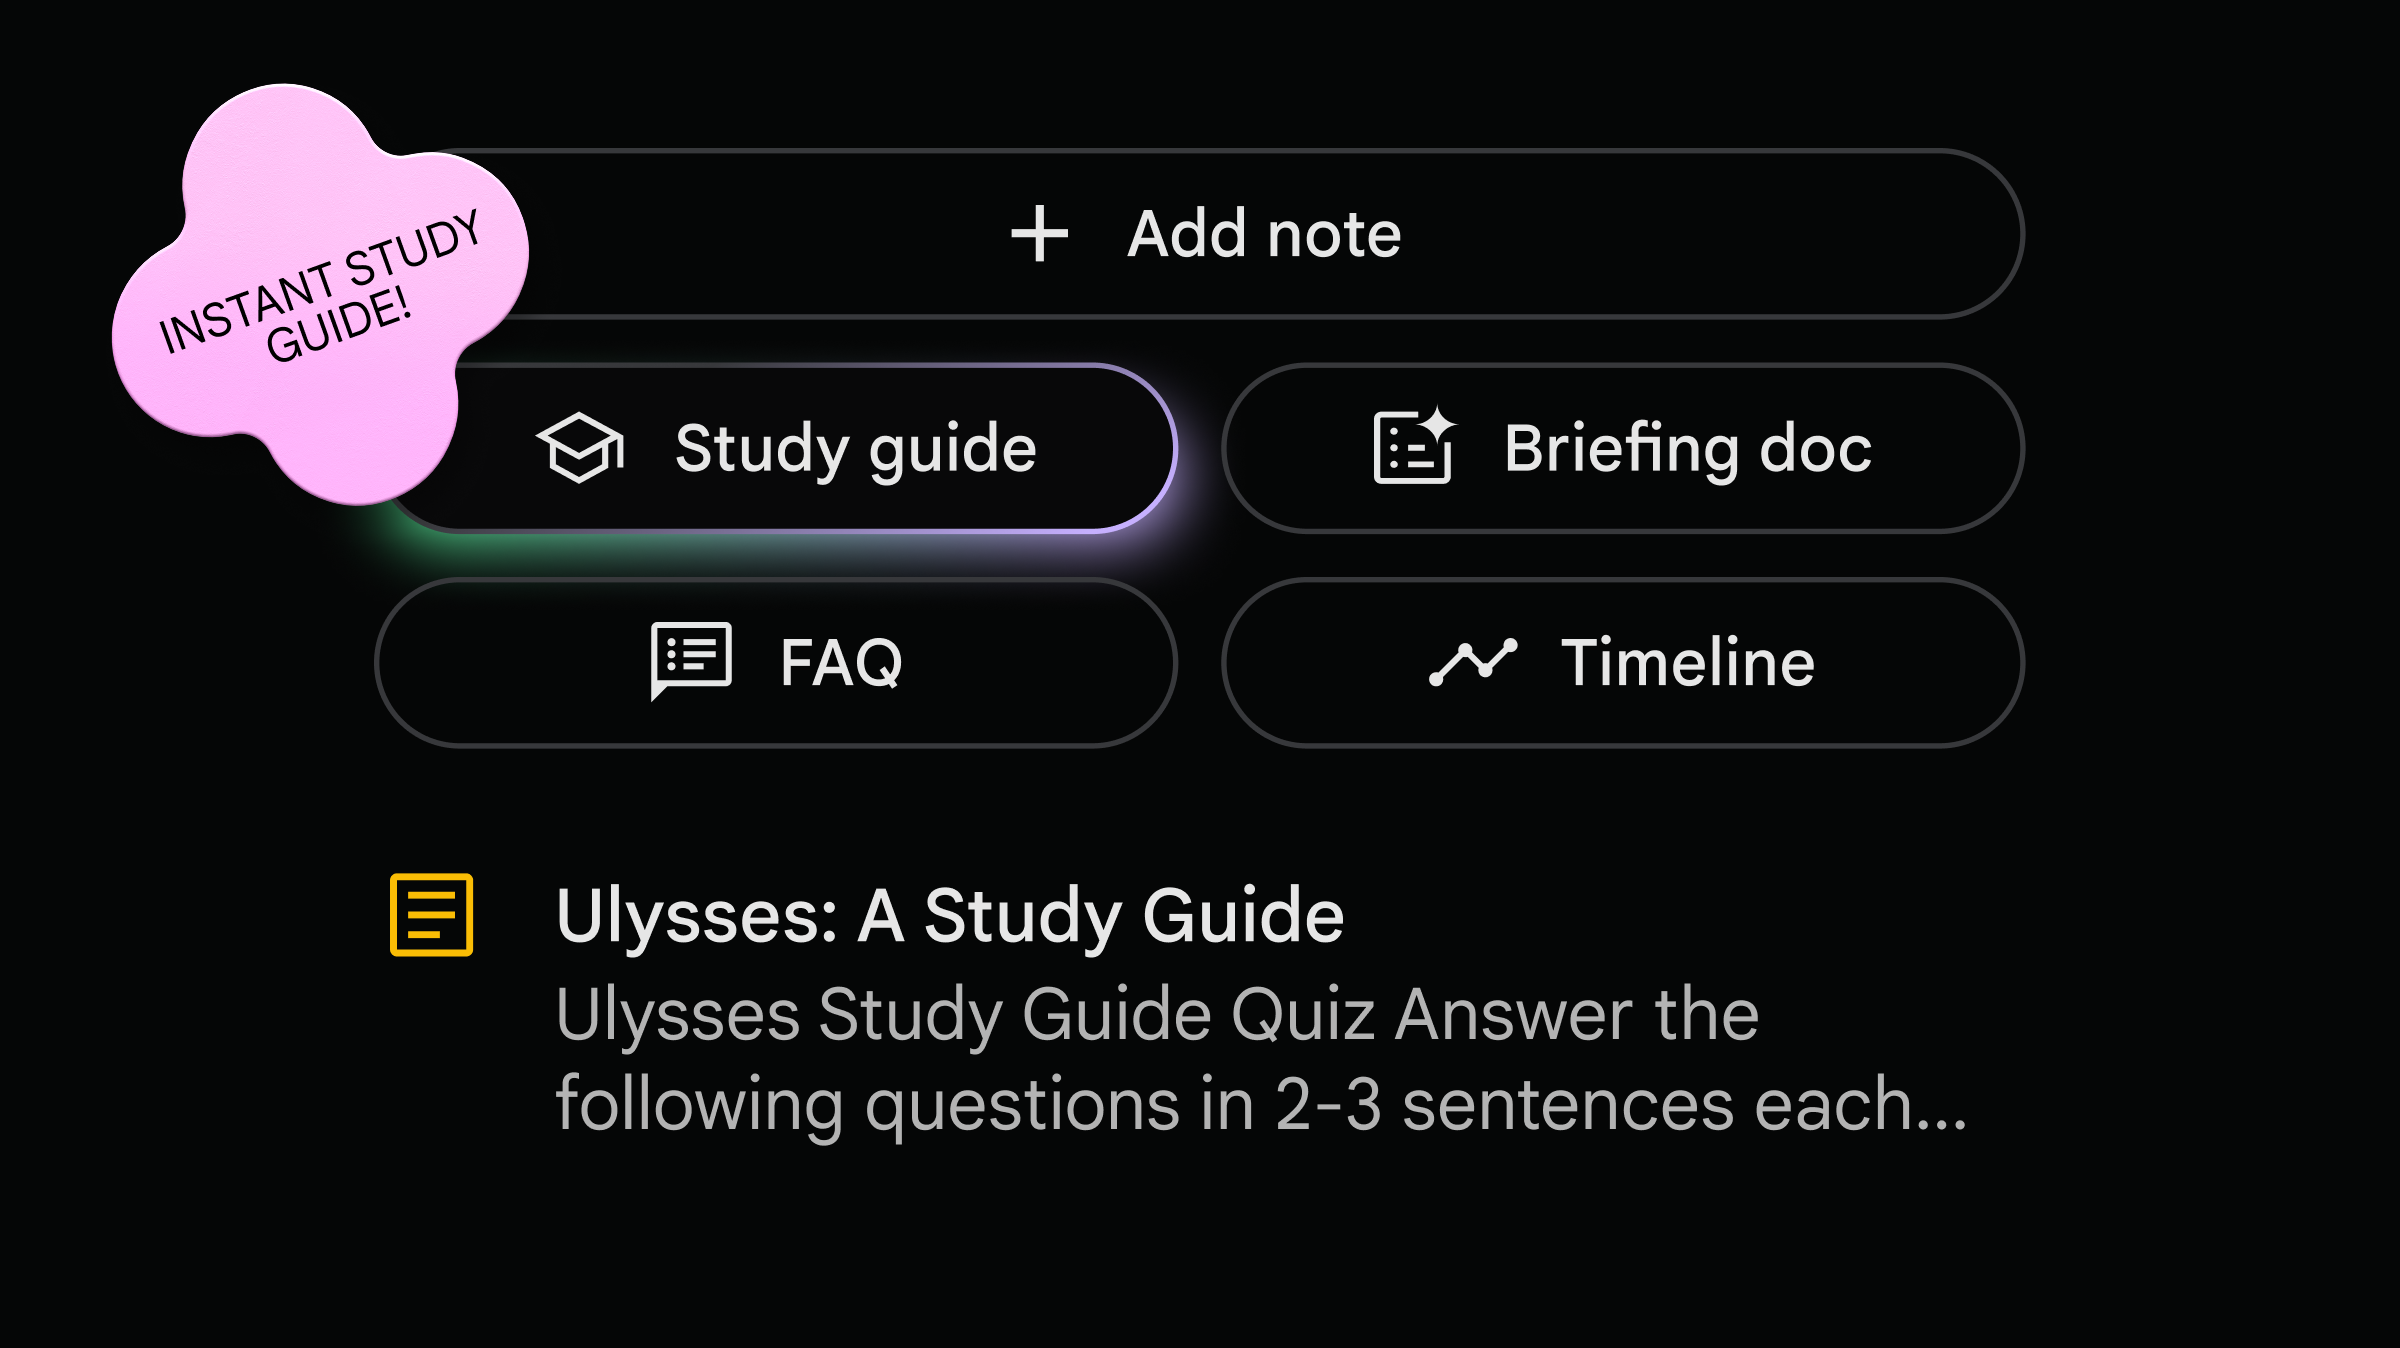 INSTANT STUDY
GUIDE!
Add note
Study guide
Briefing doc
FAQ
Timeline
Ulysses: A Study Guide
Ulysses Study Guide Quiz Answer the
following questions in 2-3 sentences each...